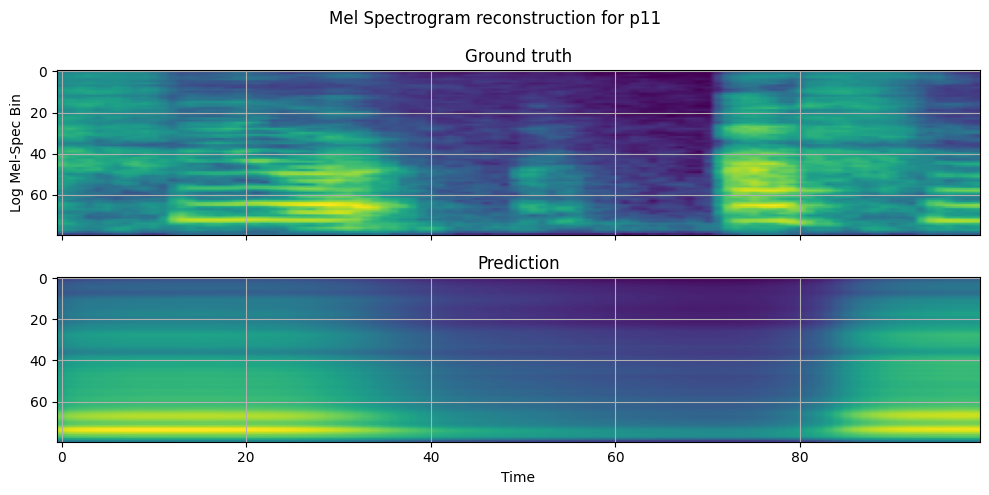 Mel Spectrogram reconstruction for p11
Ground truth
0
20
40
60
Log Mel-Spec Bin
Prediction
0
20
40
60
0 20 40 60 80
Time